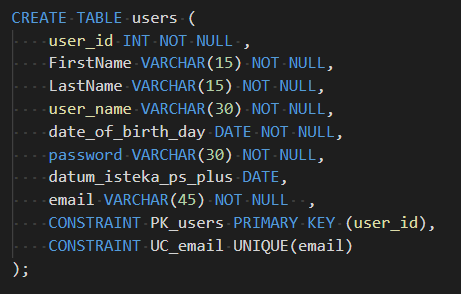 CREATE TABLE users (
user_id INT NOT NULL ,
FirstName VARCHAR(15) NOT NULL,
LastName VARCHAR(15) NOT NULL,
user_name VARCHAR(30) NOT NULL,
date_of_birth_day DATE NOT NULL,
password VARCHAR(30) NOT NULL,
datum_isteka_ps_plus DATE,
email VARCHAR(45) NOT NULL  ,
CONSTRAINT PK_users PRIMARY KEY (user_id),
CONSTRAINT UC_email UNIQUE(email)
);